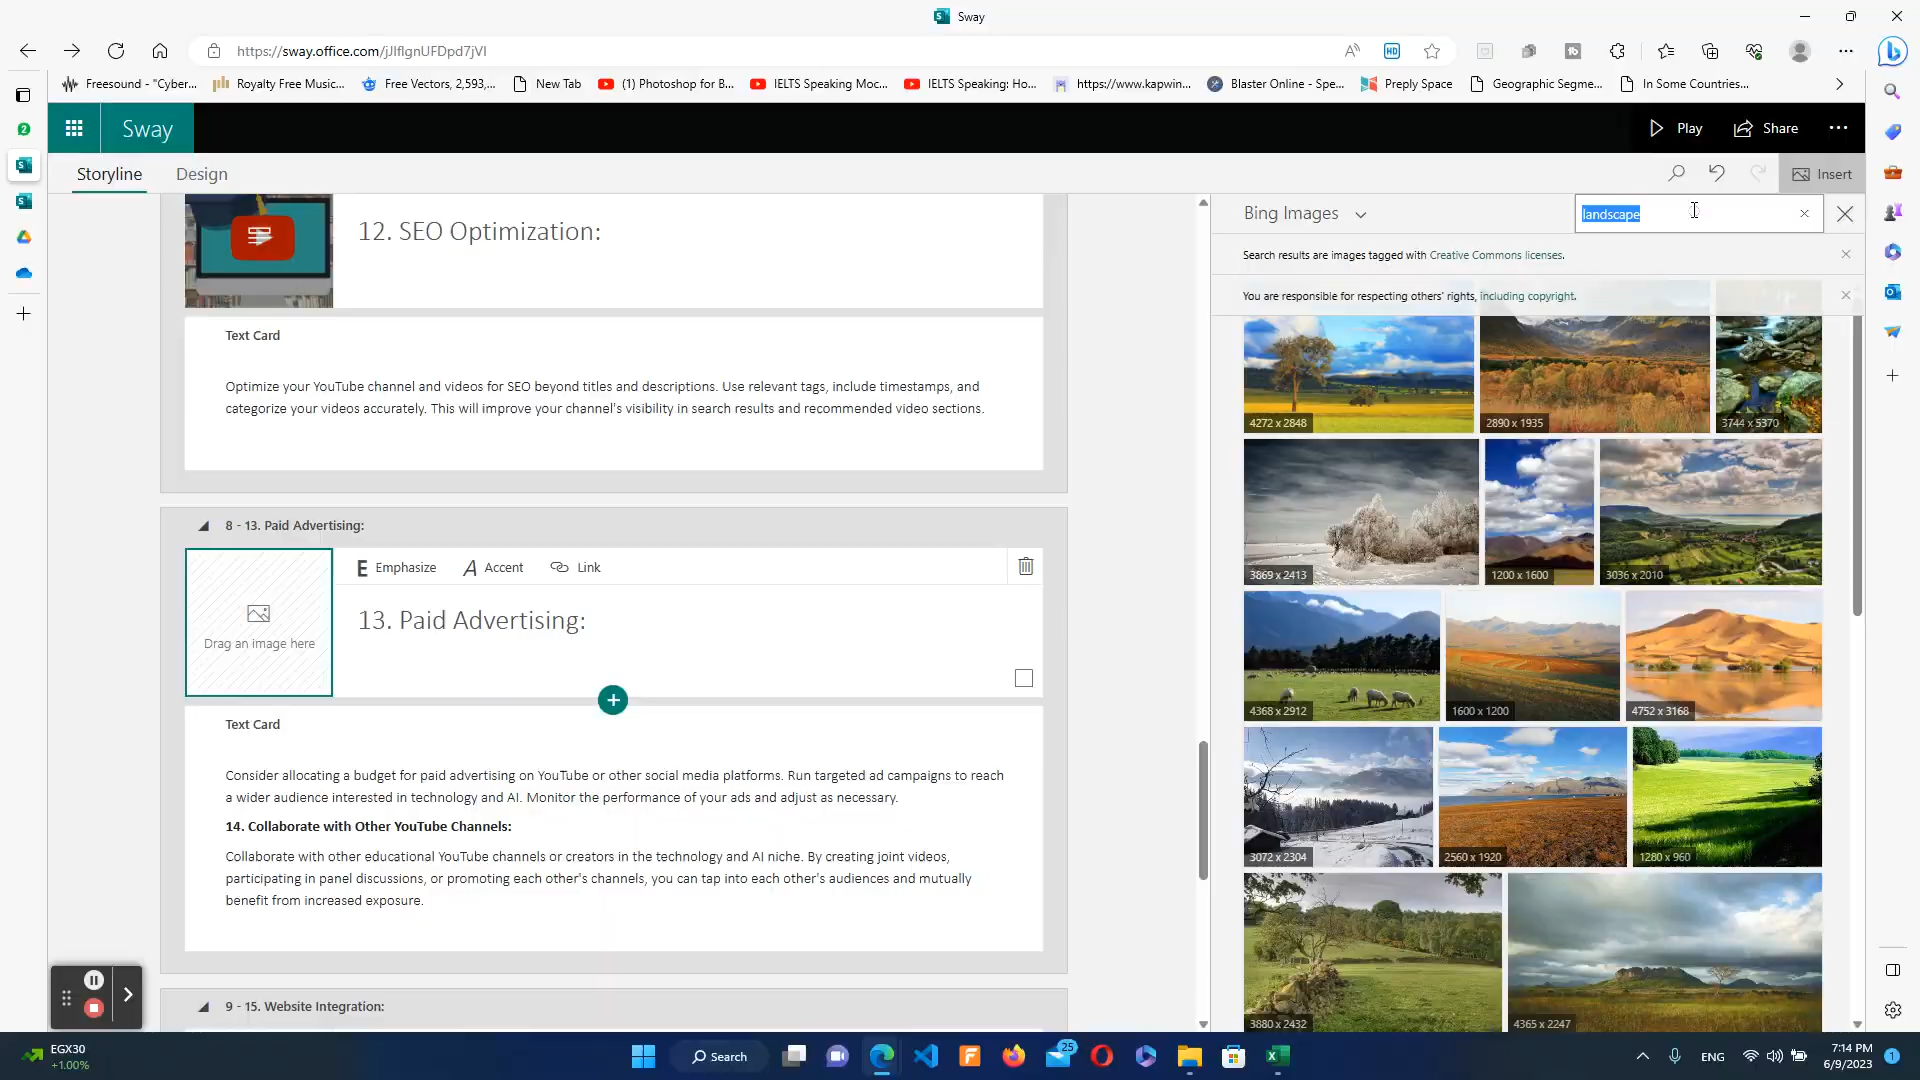 Sway
https://sway.office.com/jJIflgnUFDpd7jVI
HD
Freesound - "Cyber...
Royalty Free Music...
Free Vectors, 2,593,...
New Tab
(1) Photoshop for B...
IELTS Speaking Moc...
IELTS Speaking: Ho...
https://www.kapwin...
Blaster Online - Spe...
Preply Space
Geographic Segme...
In Some Countries...
Sway
Play
Share
Storyline
Design
Insert
12. SEO Optimization:
Text Card
Optimize your YouTube channel and videos for SEO beyond titles and descriptions. Use relevant tags, include timestamps, and
categorize your videos accurately. This will improve your channel's visibility in search results and recommended video sections.
8 - 13. Paid Advertising:
Drag an image here
E Emphasize
A Accent
Link
13. Paid Advertising:
Text Card
Consider allocating a budget for paid advertising on YouTube or other social media platforms. Run targeted ad campaigns to reach
a wider audience interested in technology and AI. Monitor the performance of your ads and adjust as necessary.
14. Collaborate with Other YouTube Channels:
Collaborate with other educational YouTube channels or creators in the technology and AI niche. By creating joint videos,
participating in panel discussions, or promoting each other's channels, you can tap into each other's audiences and mutually
benefit from increased exposure.
9 - 15. Website Integration:
Bing Images
landscape
Search results are images tagged with Creative Commons licenses.
You are responsible for respecting others' rights, including copyright.
4272 x 2848
2890 x 1935
3744 x 5370
3869 x 2413
1200 x 1600
3036 x 2010
4368 x 2912
1600 x 1200
4752 x 3168
3072 x 2304
2560 x 1920
1280 x 960
3880 x 2432
4365 x 2247
EGX30
+1.00%
Search
25
ENG
7:14 PM
6/9/2023
1